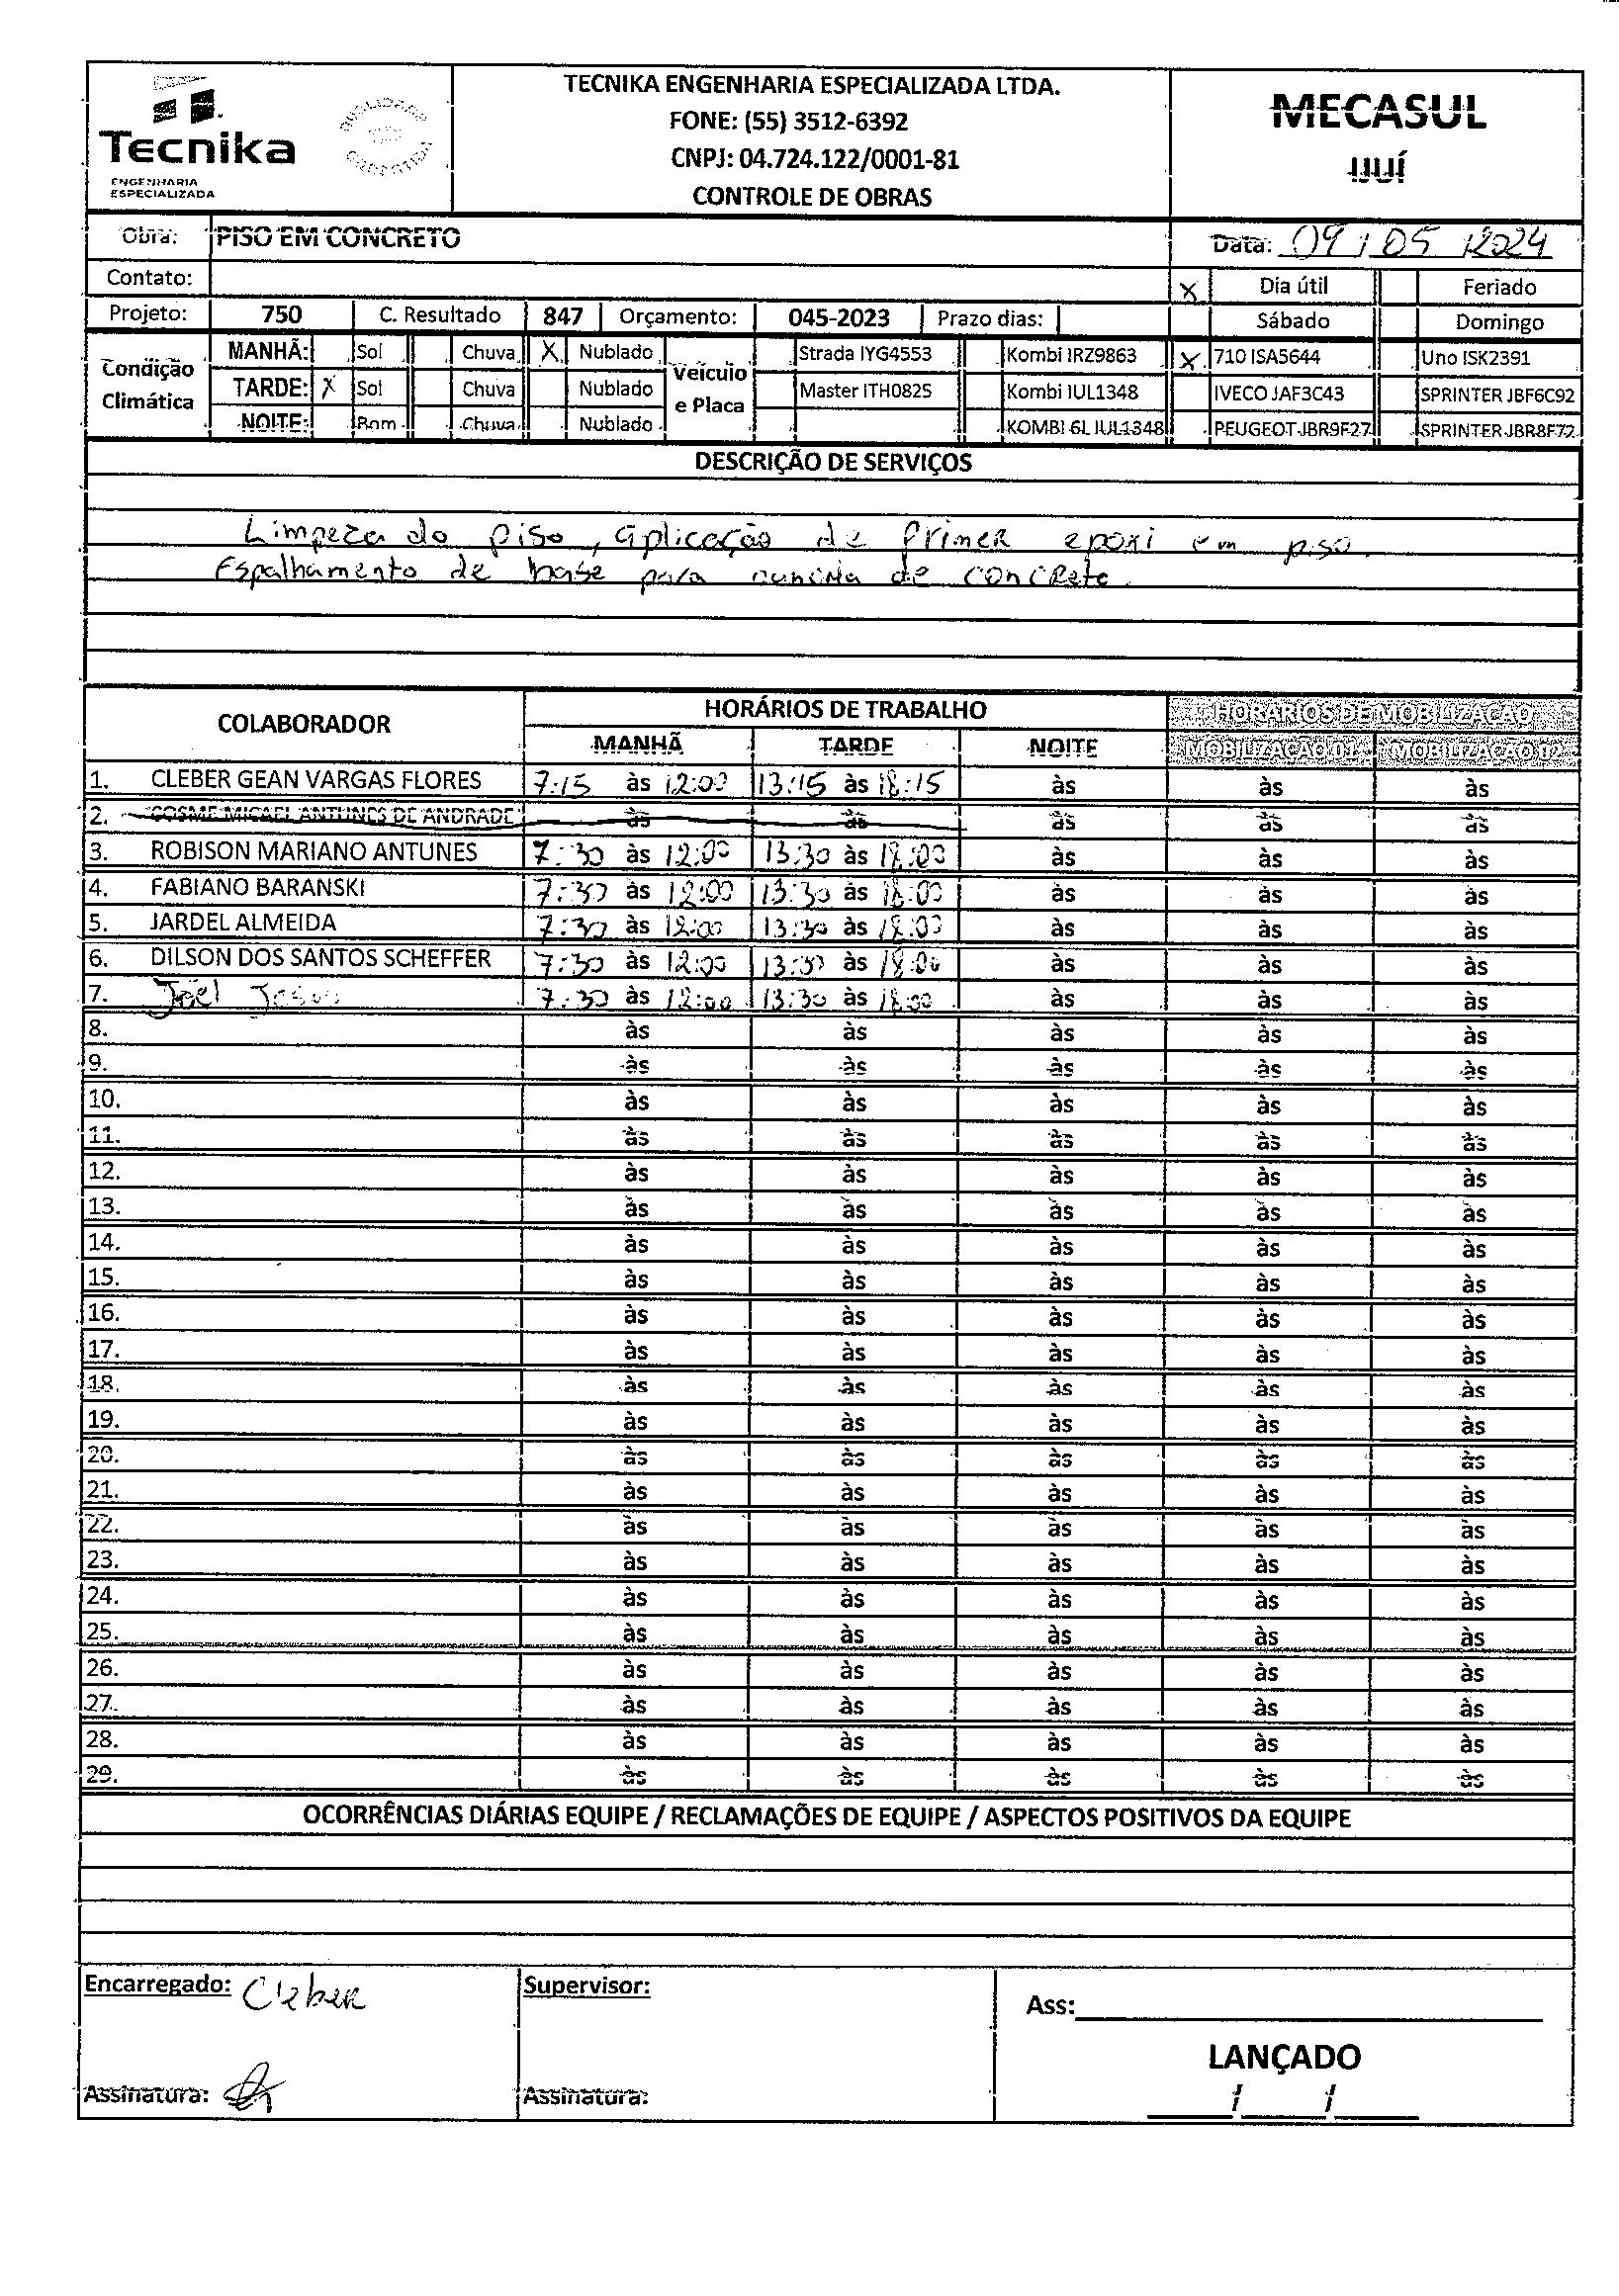 TECNIKA ENGENHARIA ESPECIALIZADA LTDA.
FONE: (55) 3512-6392
CNPJ: 04.724.122/0001-81
CONTROLE DE OBRAS
Tecnika
ENGENHARIA
ESPECIALIZADA
MECASUL
Obra: PISO EM CONCRETO Data: 09/05/2024
Contato: X Dia útil Feriado
Projeto: 750 C. Resultado 847 Orçamento: 045-2023 Prazo dias: Sábado Domingo
Condição Climática
MANHÃ: Sol Chuva X Nublado
TARDE: X Sol Chuva Nublado
NOITE: Bom Chuva Nublado
Veículo e Placa
Strada IYG4553 Kombi IRZ9863 X 710 ISA5644 Uno ISK2391
Master ITH0825 Kombi IUL1348 IVECO JAF3C43 SPRINTER JBF6C92
KOMBI 6L IUL1348 PEUGEOT JBR9F27 SPRINTER JBR8F72
DESCRIÇÃO DE SERVIÇOS
Limpeza do piso, aplicação de Primer epoxi em piso.
Espalhamento de base para de concreto.
COLABORADOR HORÁRIOS DE TRABALHO HORÁRIOS DE MOBILIZAÇÃO
MANHÃ TARDE NOITE MOBILIZAÇÃO 01 MOBILIZAÇÃO 02
1. CLEBER GEAN VARGAS FLORES 7:15 às 12:00 13:15 às 18:15 às às às
2. COSME MICAEL ANTUNES DE ANDRADE às às às às às
3. ROBISON MARIANO ANTUNES 7:30 às 12:00 13:30 às 18:00 às às às
4. FABIANO BARANSKI 7:30 às 12:00 13:30 às 18:00 às às às
5. JARDEL ALMEIDA 7:30 às 12:00 13:30 às 18:00 às às às
6. DILSON DOS SANTOS SCHEFFER 7:30 às 12:00 13:30 às 18:00 às às às
7. Joel 7:30 às 12:00 13:30 às 18:00 às às às
8. às às às às às
9. às às às às às
10. às às às às às
11. às às às às às
12. às às às às às
13. às às às às às
14. às às às às às
15. às às às às às
16. às às às às às
17. às às às às às
18. às às às às às
19. às às às às às
20. às às às às às
21. às às às às às
22. às às às às às
23. às às às às às
24. às às às às às
25. às às às às às
26. às às às às às
27. às às às às às
28. às às às às às
29. às às às às às
OCORRÊNCIAS DIÁRIAS EQUIPE / RECLAMAÇÕES DE EQUIPE / ASPECTOS POSITIVOS DA EQUIPE
Encarregado: Cleber Supervisor: Ass:
LANÇADO
Assinatura: Assinatura: / /